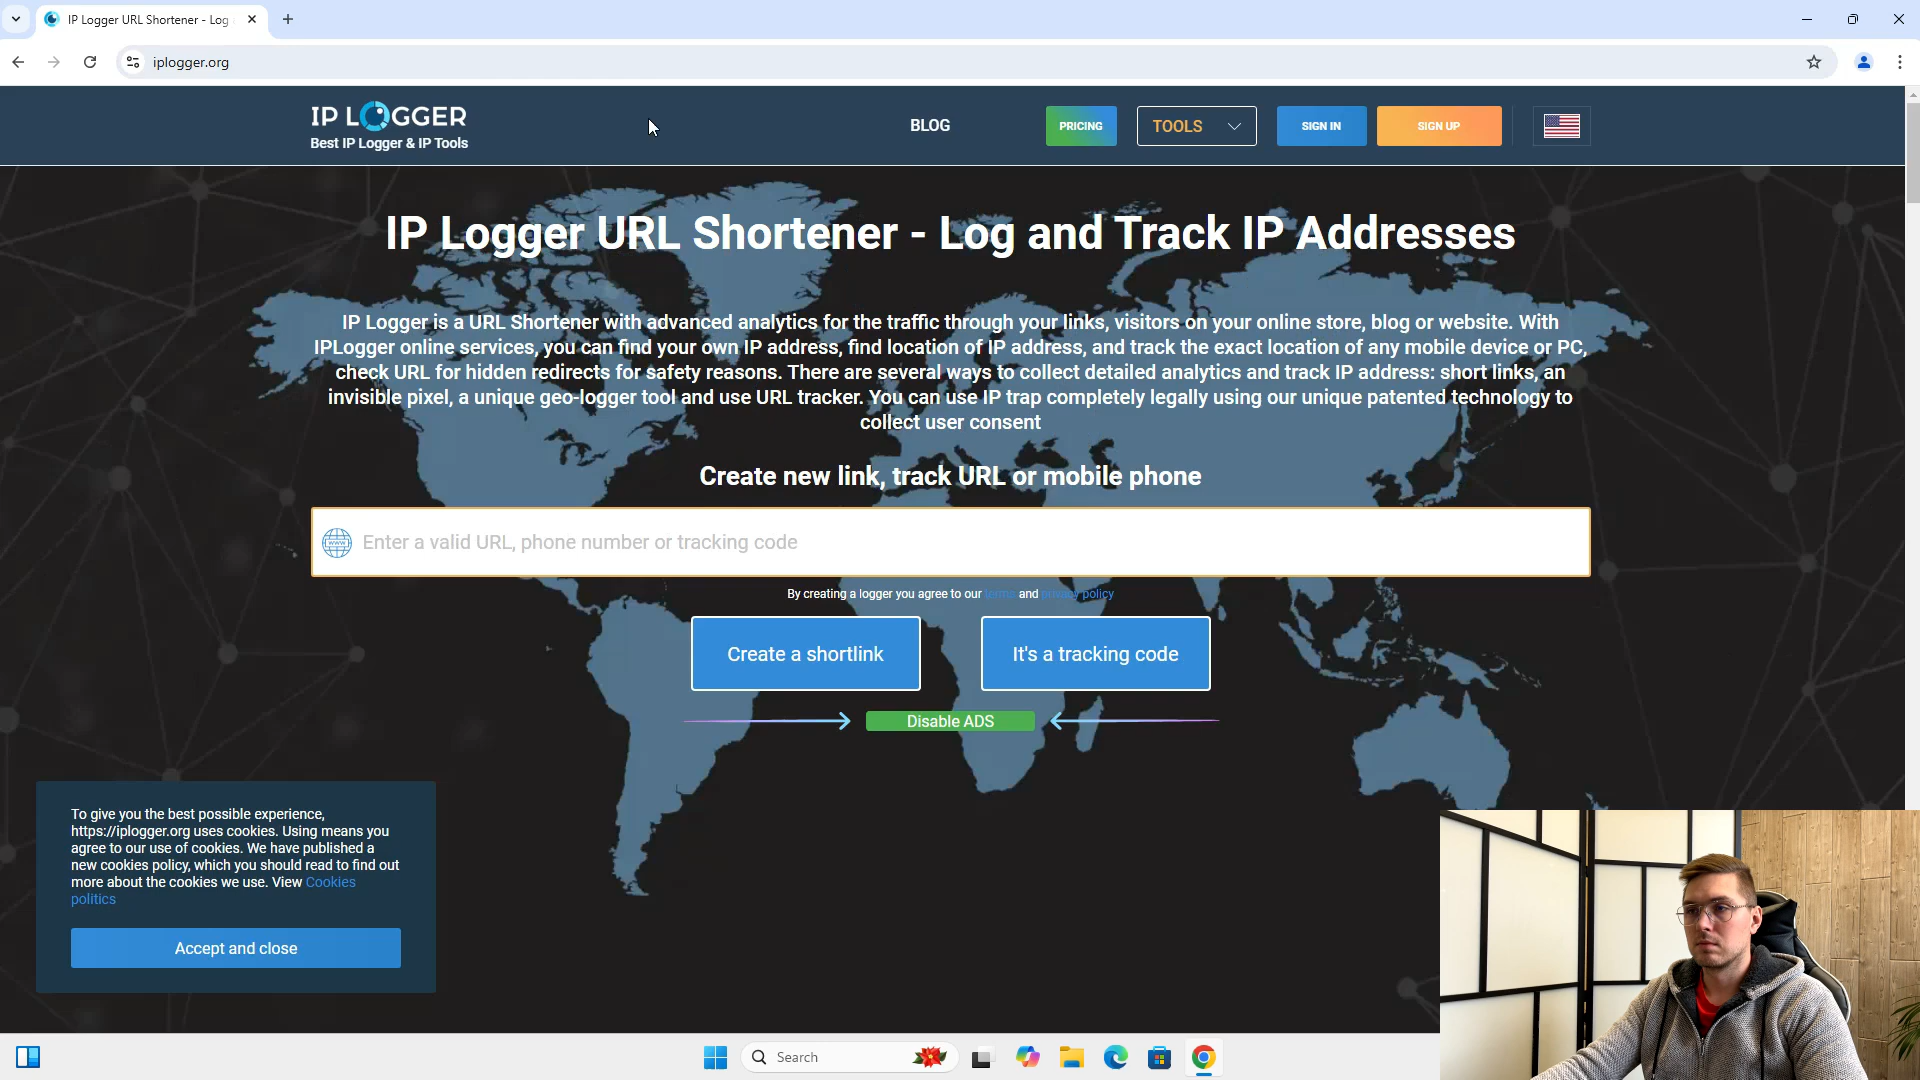 IP Logger URL Shortener - Log
iplogger.org
IP LOGGER
Best IP Logger & IP Tools
BLOG
PRICING
TOOLS
SIGN IN
SIGN UP
IP Logger URL Shortener - Log and Track IP Addresses
IP Logger is a URL Shortener with advanced analytics for the traffic through your links, visitors on your online store, blog or website. With
IPLogger online services, you can find your own IP address, find location of IP address, and track the exact location of any mobile device or PC,
check URL for hidden redirects for safety reasons. There are several ways to collect detailed analytics and track IP address: short links, an
invisible pixel, a unique geo-logger tool and use URL tracker. You can use IP trap completely legally using our unique patented technology to
collect user consent
Create new link, track URL or mobile phone
www
Enter a valid URL, phone number or tracking code
By creating a logger you agree to our terms and privacy policy
Create a shortlink
It's a tracking code
Disable ADS
To give you the best possible experience,
https://iplogger.org uses cookies. Using means you
agree to our use of cookies. We have published a
new cookies policy, which you should read to find out
more about the cookies we use. View Cookies
politics
Accept and close
Search